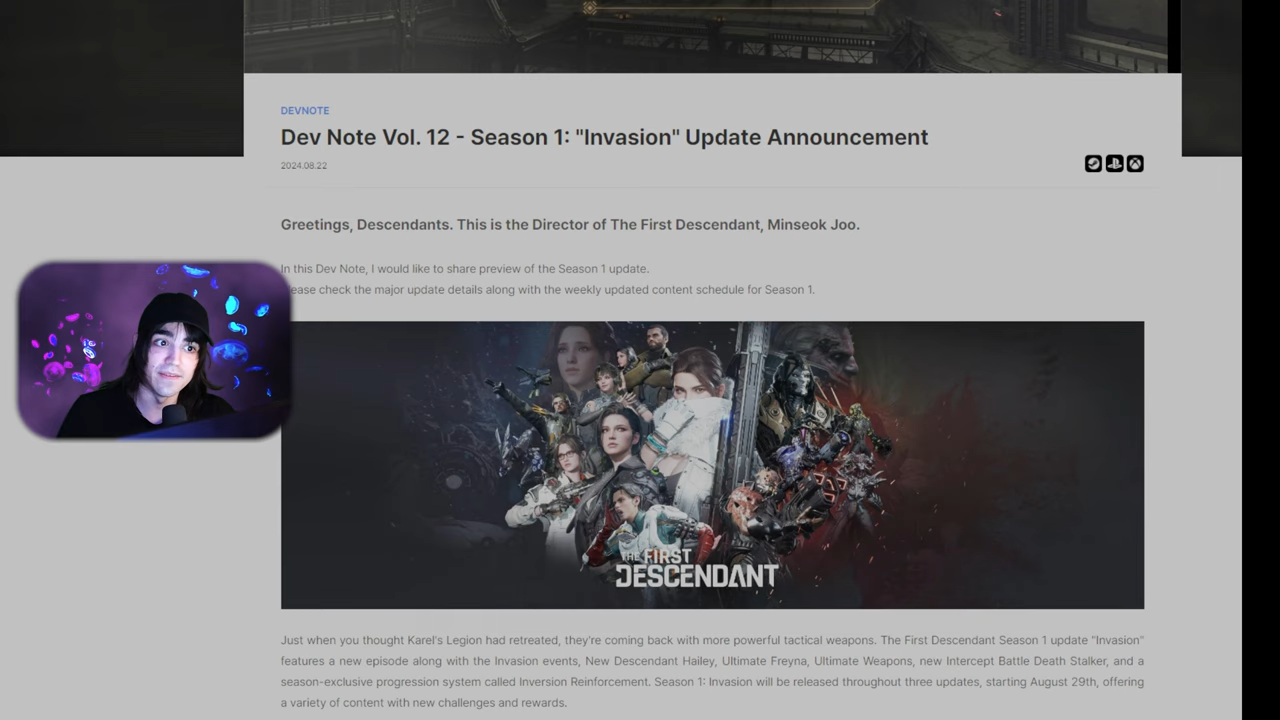 DEVNOTE
Dev Note Vol. 12 - Season 1: "Invasion" Update Announcement
2024.08.22
Greetings, Descendants. This is the Director of The First Descendant, Minseok Joo.
In this Dev Note, I would like to share preview of the Season 1 update.
ease check the major update details along with the weekly updated content schedule for Season 1.
THE FIRST
DESCENDANT
Just when you thought Karel's Legion had retreated, they're coming back with more powerful tactical weapons. The First Descendant Season 1 update "Invasion"
features a new episode along with the Invasion events, New Descendant Hailey, Ultimate Freyna, Ultimate Weapons, new Intercept Battle Death Stalker, and a
season-exclusive progression system called Inversion Reinforcement. Season 1: Invasion will be released throughout three updates, starting August 29th, offering
a variety of content with new challenges and rewards.